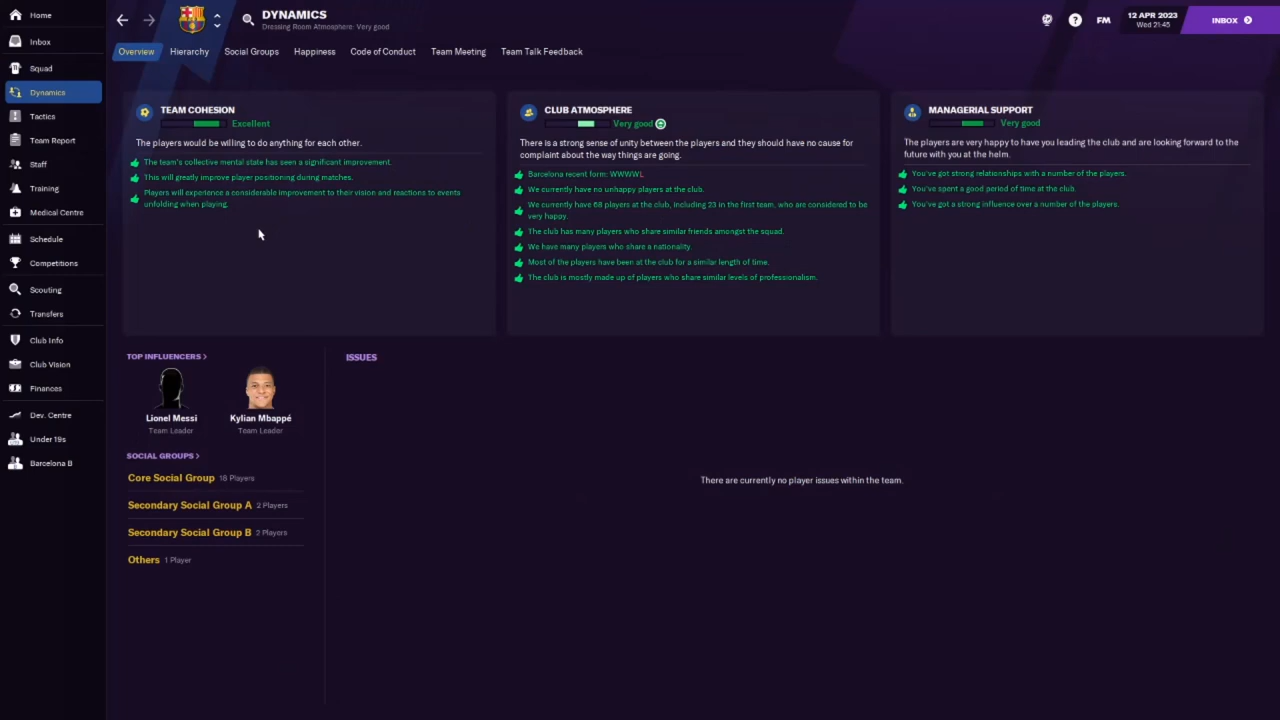 Home
Inbox
Squad
Dynamics
Tactics
Team Report
Staff
Training
Medical Centre
Schedule
Competitions
Scouting
Transfers
Club Info
Club Vision
Finances
Dev. Centre
Under 19s
Barcelona B
DYNAMICS
Dressing Room Atmosphere: Very good
FM
12 APR 2023
Wed 21:45
INBOX
Overview
Hierarchy
Social Groups
Happiness
Code of Conduct
Team Meeting
Team Talk Feedback
TEAM COHESION
Excellent
The players would be willing to do anything for each other.
The team's collective mental state has seen a significant improvement.
This will greatly improve player positioning during matches.
Players will experience a considerable improvement to their vision and reactions to events
unfolding when playing.
CLUB ATMOSPHERE
Very good
There is a strong sense of unity between the players and they should have no cause for
complaint about the way things are going.
Barcelona recent form: WWWWL
We currently have no unhappy players at the club.
We currently have 68 players at the club, including 23 in the first team, who are considered to be
very happy.
The club has many players who share similar friends amongst the squad.
We have many players who share a nationality.
Most of the players have been at the club for a similar length of time.
The club is mostly made up of players who share similar levels of professionalism.
MANAGERIAL SUPPORT
Very good
The players are very happy to have you leading the club and are looking forward to the
future with you at the helm.
You've got strong relationships with a number of the players.
You've spent a good period of time at the club.
You've got a strong influence over a number of the players.
TOP INFLUENCERS >
Lionel Messi
Team Leader
Kylian Mbappé
Team Leader
SOCIAL GROUPS >
Core Social Group 18 Players
Secondary Social Group A 2 Players
Secondary Social Group B 2 Players
Others 1 Player
ISSUES
There are currently no player issues within the team.